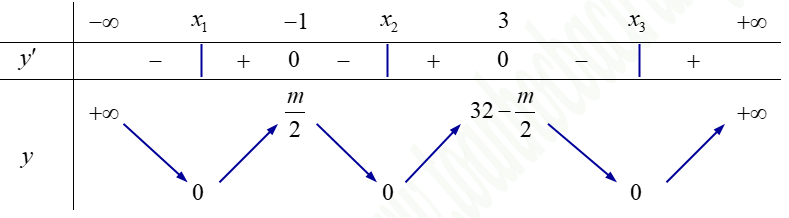 −∞ x₁ −1 x₂ 3 x₃ +∞
y′ − + 0 − + 0 − +
+∞ m/2 32 − m/2 +∞
y
0 0 0